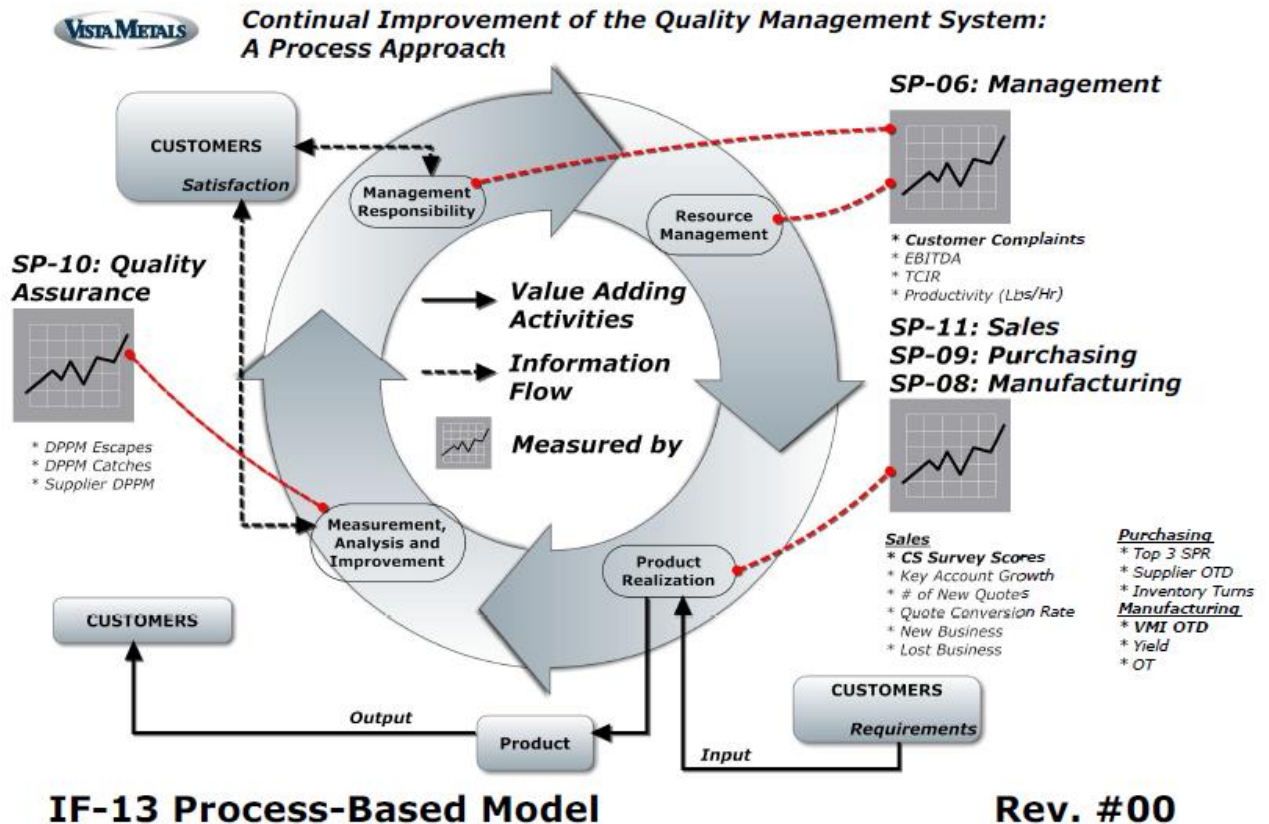 VISTA METALS
Continual Improvement of the Quality Management System:
A Process Approach
CUSTOMERS
Satisfaction
Management
Responsibility
Resource
Management
SP-06: Management
* Customer Complaints
* EBITDA
* TCIR
* Productivity (Lbs/Hr)
SP-10: Quality
Assurance
* DPPM Escapes
* DPPM Catches
* Supplier DPPM
Value Adding
Activities
Information
Flow
Measured by
SP-11: Sales
SP-09: Purchasing
SP-08: Manufacturing
Measurement,
Analysis and
Improvement
Product
Realization
Sales
* CS Survey Scores
* Key Account Growth
* # of New Quotes
* Quote Conversion Rate
* New Business
* Lost Business
Purchasing
* Top 3 SPR
* Supplier OTD
* Inventory Turns
Manufacturing
* VMI OTD
* Yield
* OT
CUSTOMERS
Output
Product
Input
CUSTOMERS
Requirements
IF-13 Process-Based Model
Rev. #00